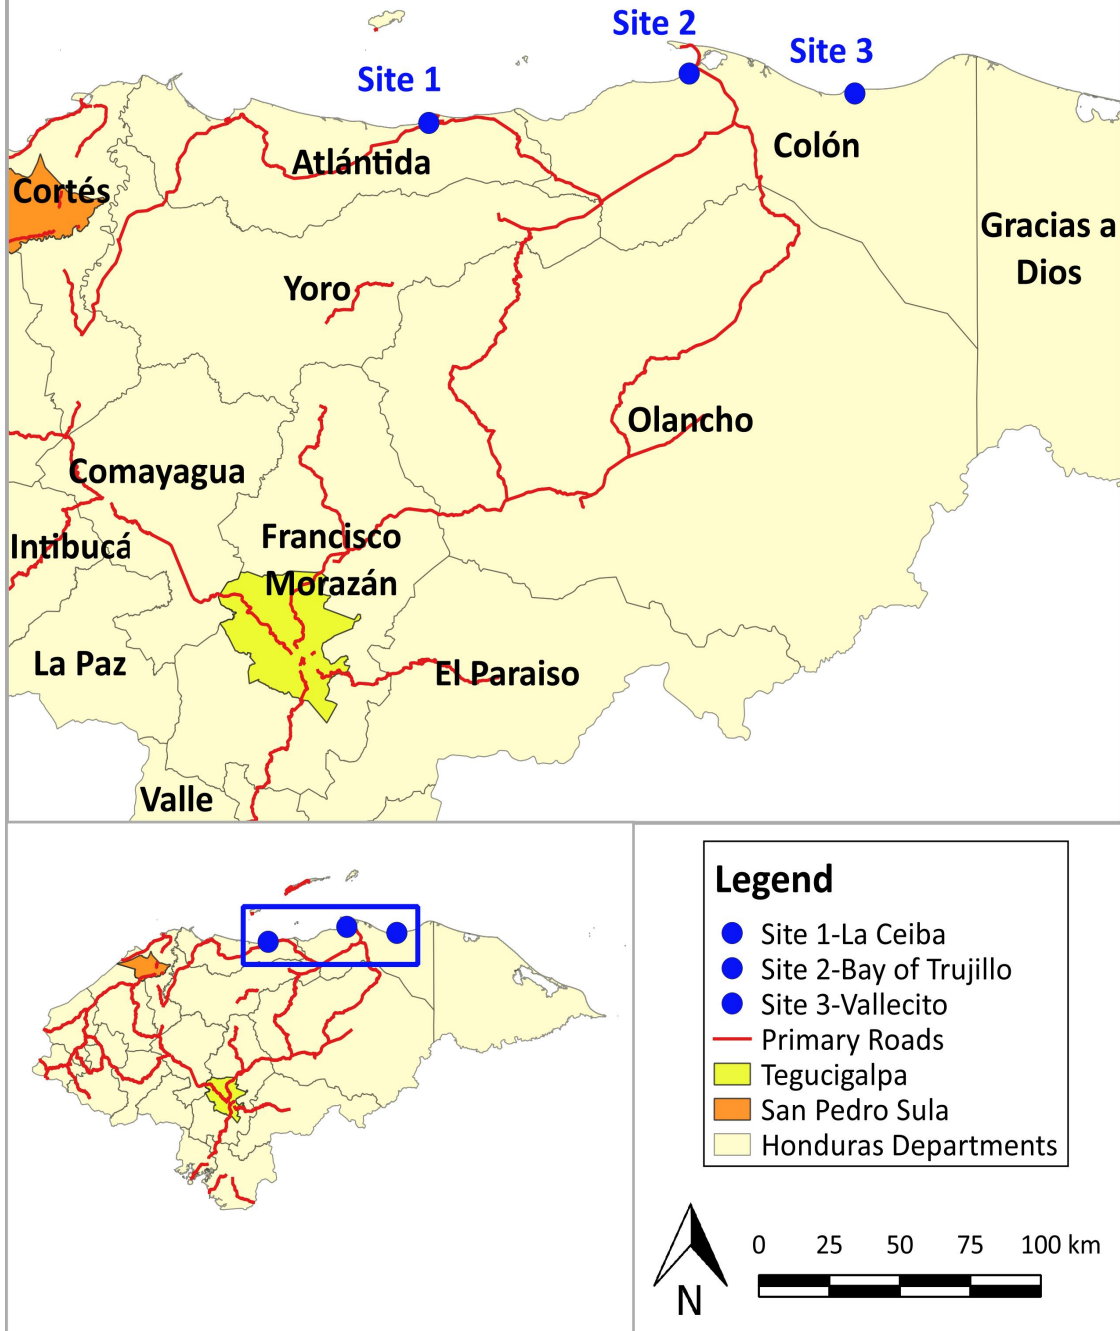 Site 2
Site 3
Site 1
Colón
Atlántida
Cortés
Gracias a
Dios
Yoro
Olancho
Comayagua
Francisco
Morazán
Intibucá
La Paz
El Paraiso
Valle
Legend
Site 1-La Ceiba
Site 2-Bay of Trujillo
Site 3-Vallecito
Primary Roads
Tegucigalpa
San Pedro Sula
Honduras Departments
0 25 50 75 100 km
N